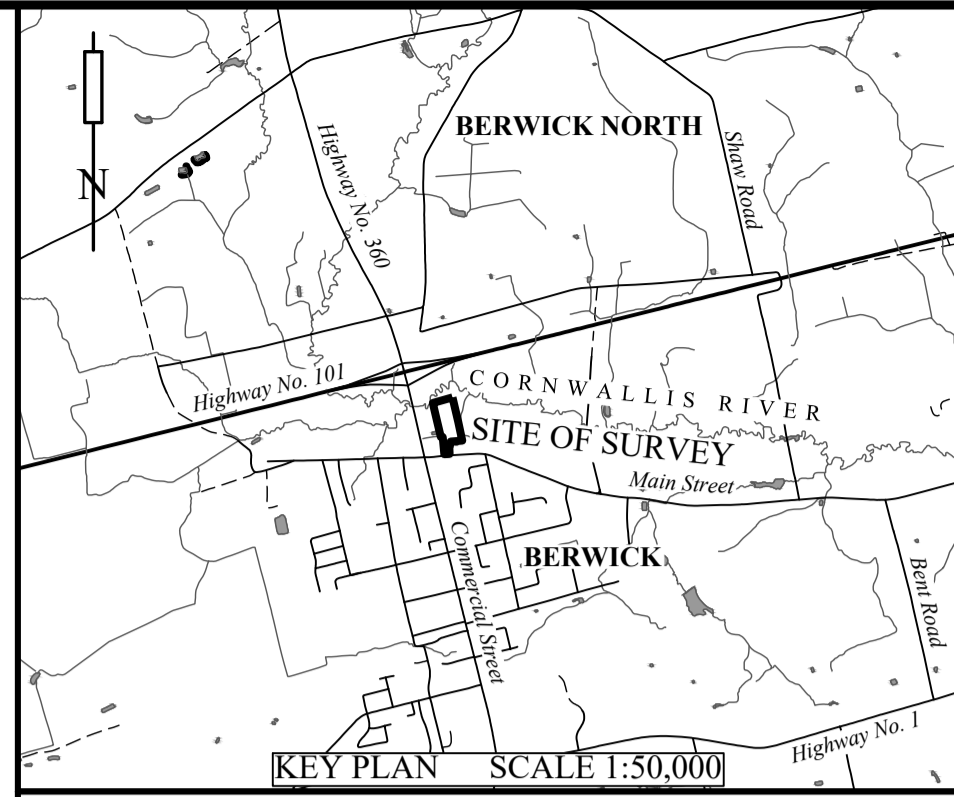 BERWICK NORTH
Highway No. 360
Shaw Road
N
Highway No. 101
CORNWALLIS RIVER
SITE OF SURVEY
Main Street
Commercial Street
BERWICK
Bent Road
Highway No. 1
KEY PLAN SCALE 1:50,000